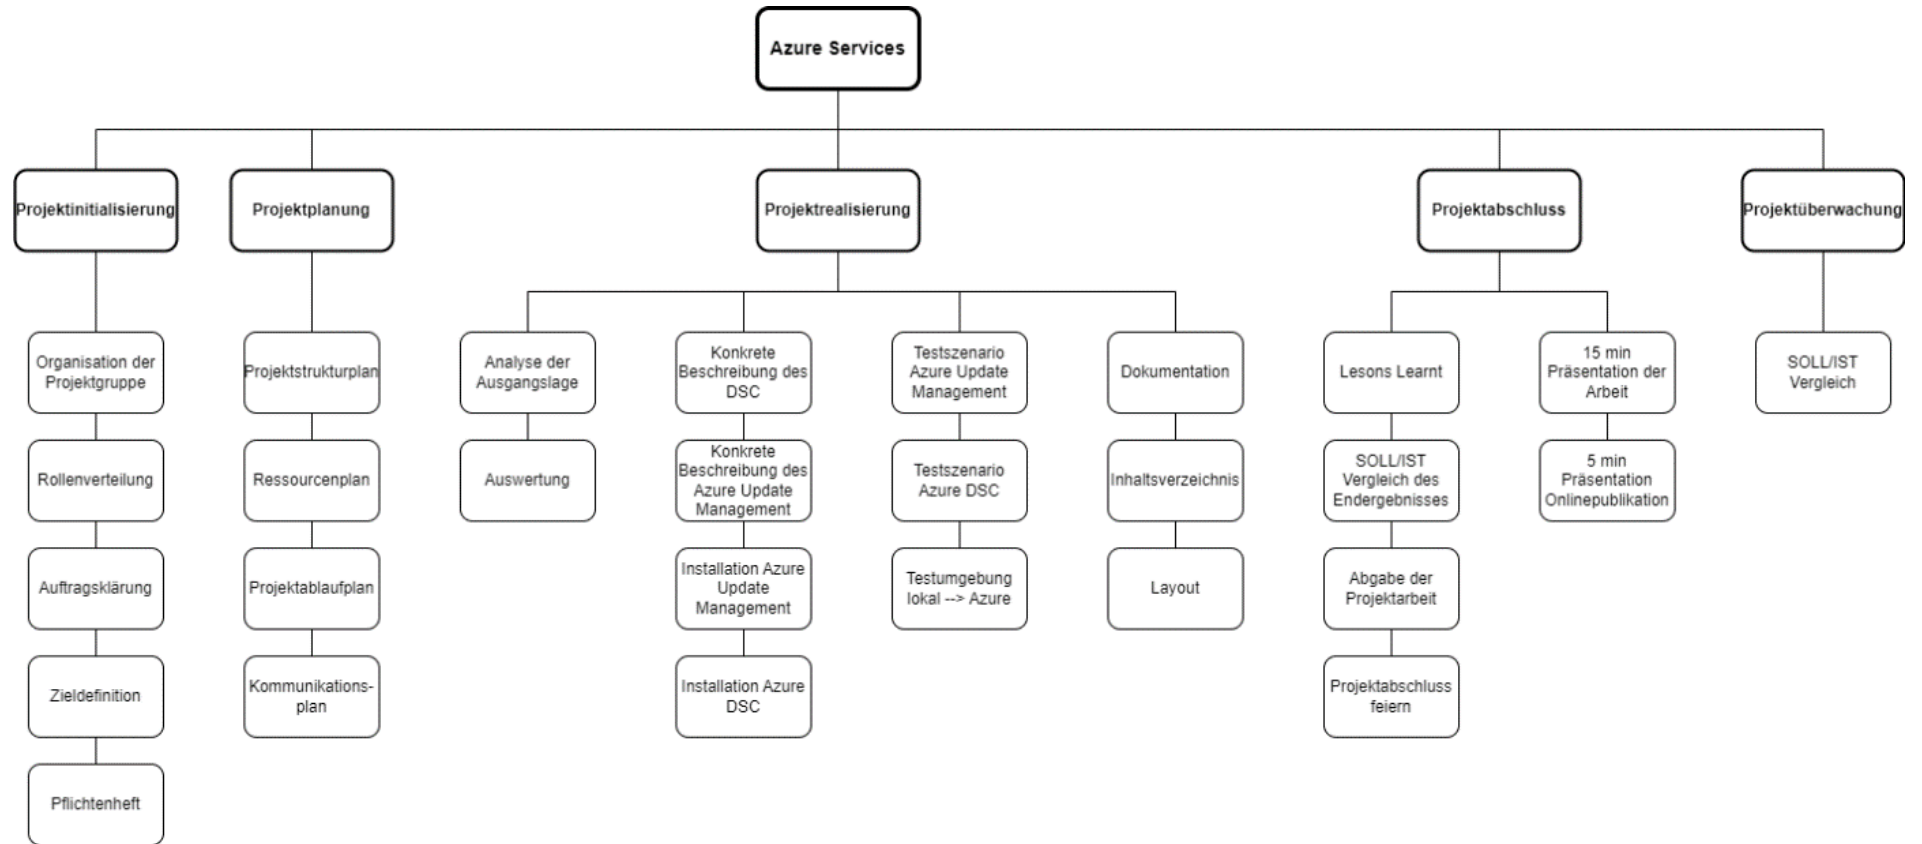 Azure Services
Projektinitialisierung
Projektplanung
Projektrealisierung
Projektabschluss
Projektüberwachung
Organisation der
Projektgruppe
Rollenverteilung
Auftragsklärung
Zieldefinition
Pflichtenheft
Projektstrukturplan
Ressourcenplan
Projektablaufplan
Kommunikations-
plan
Analyse der
Ausgangslage
Auswertung
Konkrete
Beschreibung des
DSC
Konkrete
Beschreibung des
Azure Update
Management
Installation Azure
Update
Management
Installation Azure
DSC
Testszenario
Azure Update
Management
Testszenario
Azure DSC
Testumgebung
lokal --> Azure
Dokumentation
Inhaltsverzeichnis
Layout
Lesons Learnt
SOLL/IST
Vergleich des
Endergebnisses
Abgabe der
Projektarbeit
Projektabschluss
feiern
15 min
Präsentation der
Arbeit
5 min
Präsentation
Onlinepublikation
SOLL/IST
Vergleich